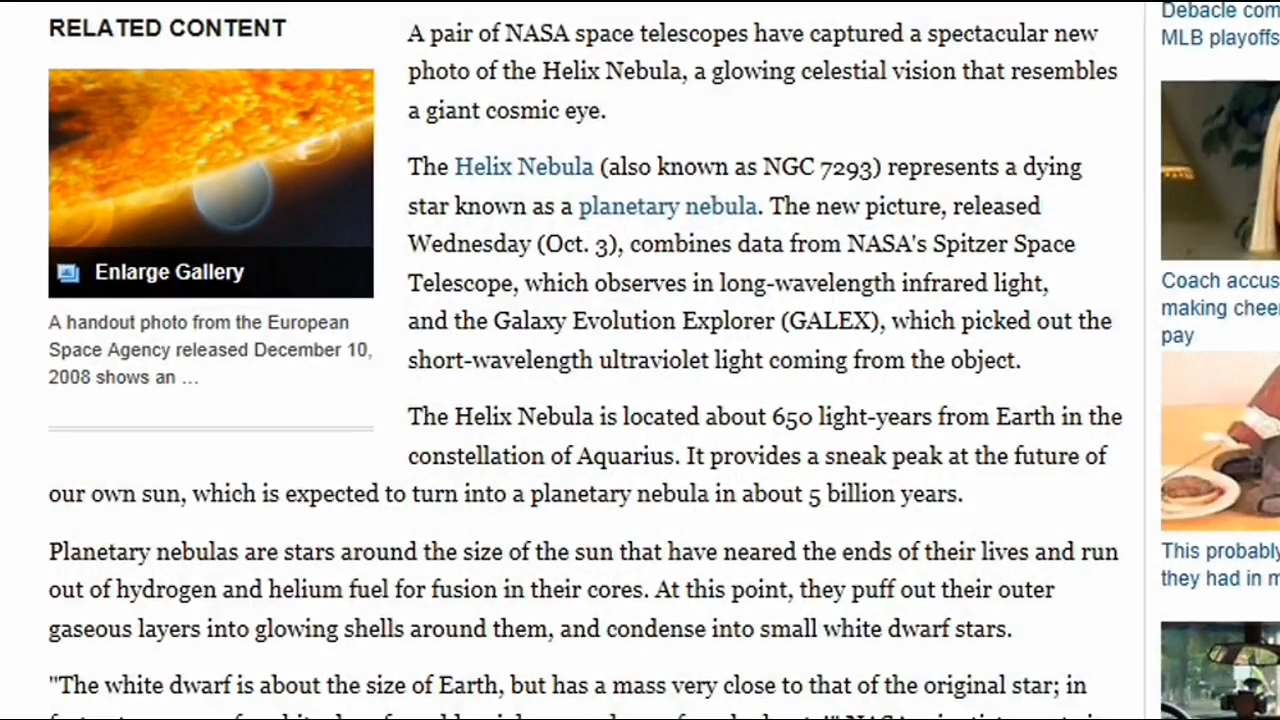 RELATED CONTENT
Enlarge Gallery
A handout photo from the European
Space Agency released December 10,
2008 shows an ...
A pair of NASA space telescopes have captured a spectacular new
photo of the Helix Nebula, a glowing celestial vision that resembles
a giant cosmic eye.
The Helix Nebula (also known as NGC 7293) represents a dying
star known as a planetary nebula. The new picture, released
Wednesday (Oct. 3), combines data from NASA's Spitzer Space
Telescope, which observes in long-wavelength infrared light,
and the Galaxy Evolution Explorer (GALEX), which picked out the
short-wavelength ultraviolet light coming from the object.
The Helix Nebula is located about 650 light-years from Earth in the
constellation of Aquarius. It provides a sneak peak at the future of
our own sun, which is expected to turn into a planetary nebula in about 5 billion years.
Planetary nebulas are stars around the size of the sun that have neared the ends of their lives and run
out of hydrogen and helium fuel for fusion in their cores. At this point, they puff out their outer
gaseous layers into glowing shells around them, and condense into small white dwarf stars.
"The white dwarf is about the size of Earth, but has a mass very close to that of the original star; in
Debacle com
MLB playoffs
Coach accus
making chee
pay
This probably
they had in m